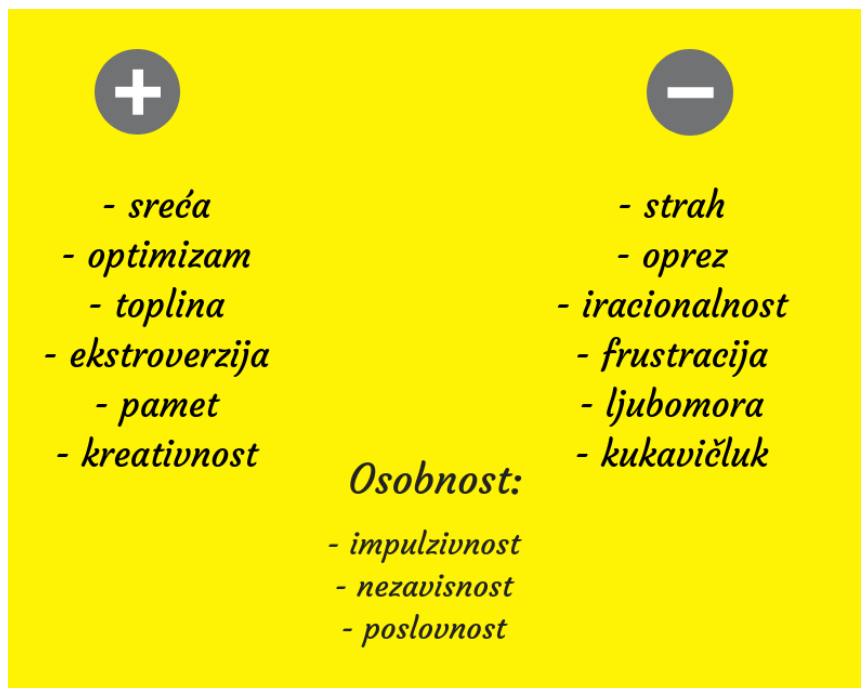 - sreća
- optimizam
- toplina
- ekstroverzija
- pamet
- kreativnost
- strah
- oprez
- iracionalnost
- frustracija
- ljubomora
- kukavičluk
Osobnost:
- impulzivnost
- nezavisnost
- poslovnost